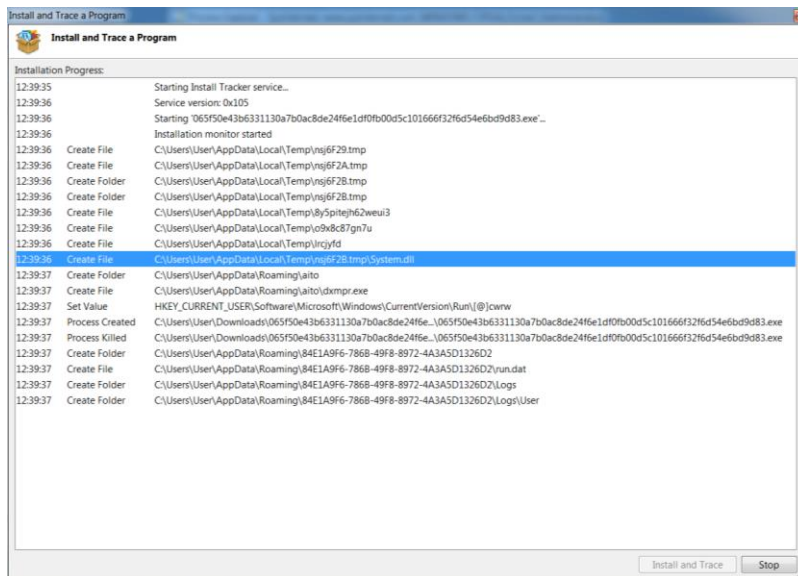 Install and Trace a Program
Install and Trace a Program
Installation Progress:
12:39:35 Starting Install Tracker service...
12:39:36 Service version: 0x105
12:39:36 Starting '065f50e43b6331130a7b0ac8de24f6e1df0fb00d5c101666f32f6d54e6bd9d83.exe'...
12:39:36 Installation monitor started
12:39:36 Create File C:\Users\User\AppData\Local\Temp\nsj6F29.tmp
12:39:36 Create File C:\Users\User\AppData\Local\Temp\nsj6F2A.tmp
12:39:36 Create Folder C:\Users\User\AppData\Local\Temp\nsj6F2B.tmp
12:39:36 Create Folder C:\Users\User\AppData\Local\Temp\nsj6F2B.tmp
12:39:36 Create File C:\Users\User\AppData\Local\Temp\8y5pitejh62weui3
12:39:36 Create File C:\Users\User\AppData\Local\Temp\o9x8c87gn7u
12:39:36 Create File C:\Users\User\AppData\Local\Temp\lrcjyfd
12:39:36 Create File C:\Users\User\AppData\Local\Temp\nsj6F2B.tmp\System.dll
12:39:37 Create Folder C:\Users\User\AppData\Roaming\aito
12:39:37 Create File C:\Users\User\AppData\Roaming\aito\dxmpr.exe
12:39:37 Set Value HKEY_CURRENT_USER\Software\Microsoft\Windows\CurrentVersion\Run\[@]cwrw
12:39:37 Process Created C:\Users\User\Downloads\065f50e43b6331130a7b0ac8de24f6e...\065f50e43b6331130a7b0ac8de24f6e1df0fb00d5c101666f32f6d54e6bd9d83.exe
12:39:37 Process Killed C:\Users\User\Downloads\065f50e43b6331130a7b0ac8de24f6e...\065f50e43b6331130a7b0ac8de24f6e1df0fb00d5c101666f32f6d54e6bd9d83.exe
12:39:37 Create Folder C:\Users\User\AppData\Roaming\84E1A9F6-786B-49F8-8972-4A3A5D1326D2
12:39:37 Create File C:\Users\User\AppData\Roaming\84E1A9F6-786B-49F8-8972-4A3A5D1326D2\run.dat
12:39:37 Create Folder C:\Users\User\AppData\Roaming\84E1A9F6-786B-49F8-8972-4A3A5D1326D2\Logs
12:39:37 Create Folder C:\Users\User\AppData\Roaming\84E1A9F6-786B-49F8-8972-4A3A5D1326D2\Logs\User
Install and Trace Stop